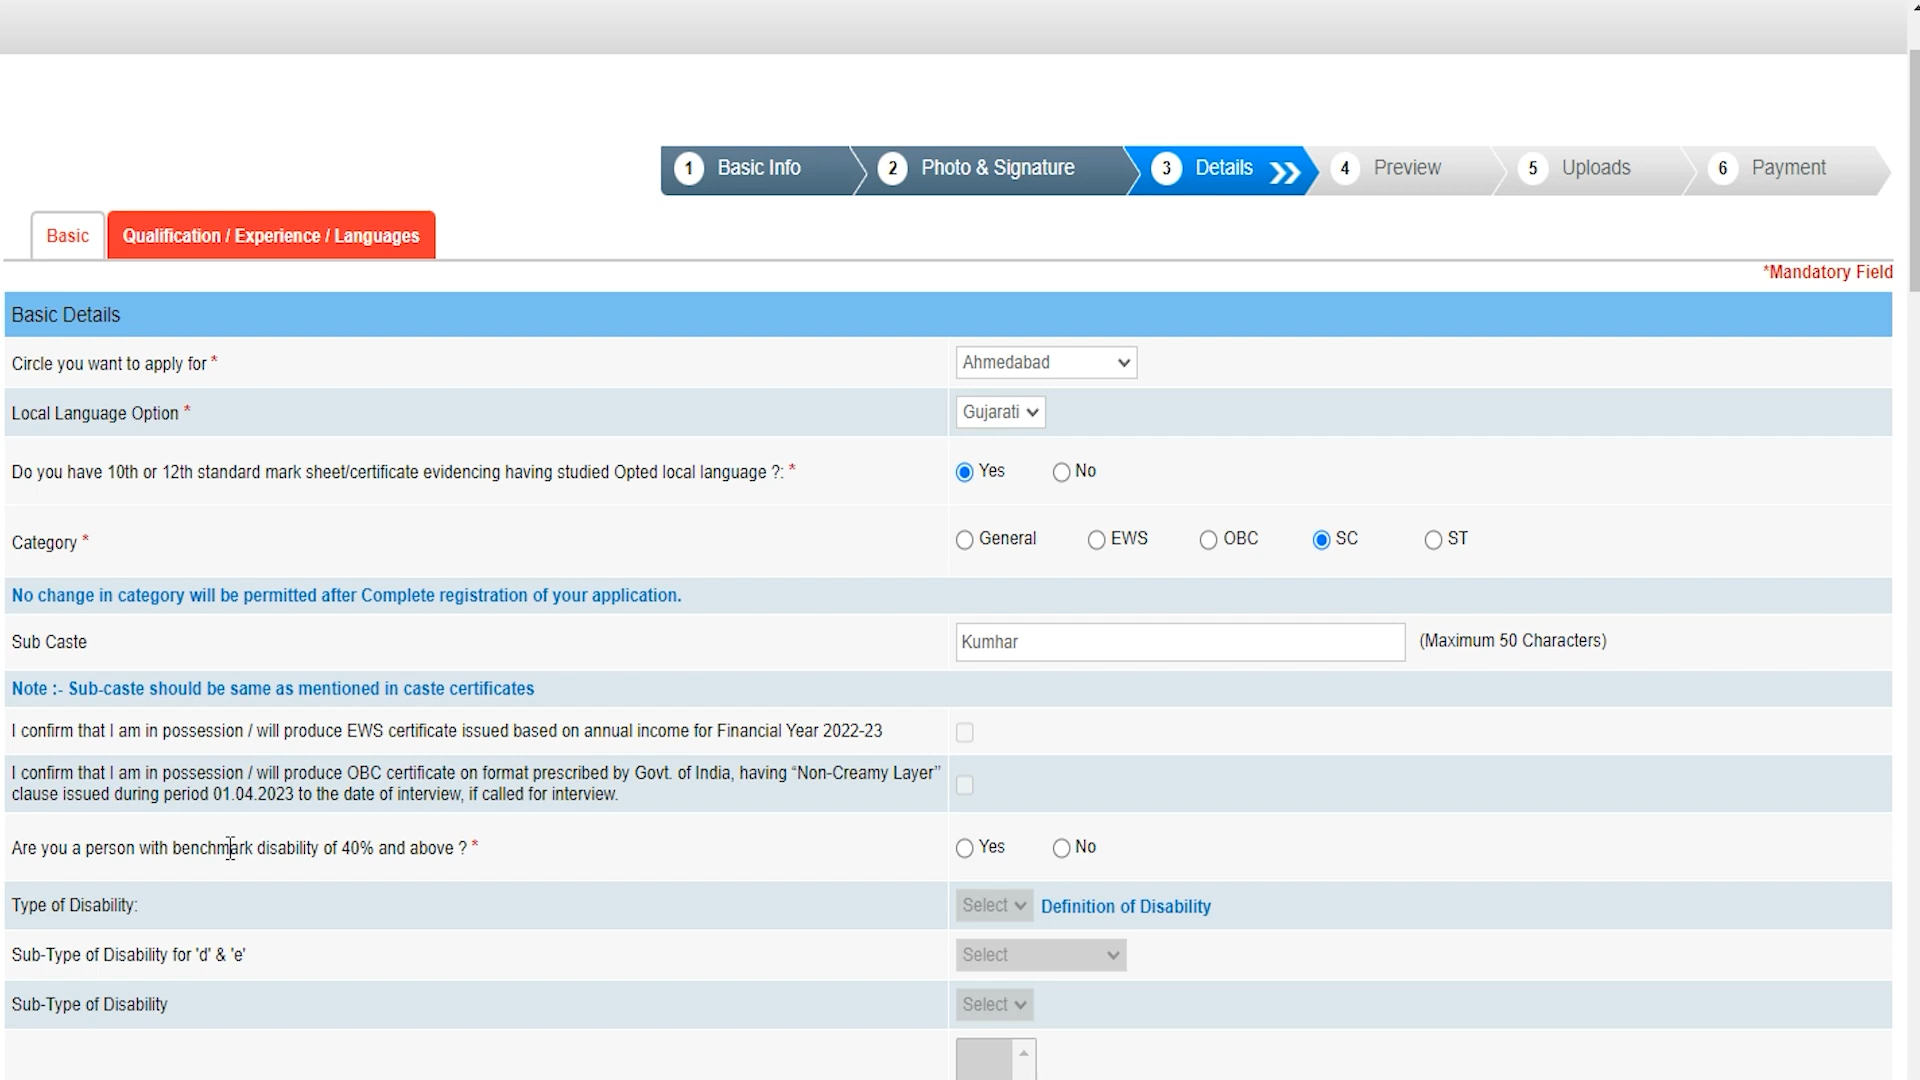 1 Basic Info 2 Photo & Signature 3 Details 4 Preview 5 Uploads 6 Payment
Basic Qualification / Experience / Languages
*Mandatory Field
Basic Details
Circle you want to apply for * Ahmedabad
Local Language Option * Gujarati
Do you have 10th or 12th standard mark sheet/certificate evidencing having studied Opted local language ?: * Yes No
Category * General EWS OBC SC ST
No change in category will be permitted after Complete registration of your application.
Sub Caste Kumhar (Maximum 50 Characters)
Note :- Sub-caste should be same as mentioned in caste certificates
I confirm that I am in possession / will produce EWS certificate issued based on annual income for Financial Year 2022-23
I confirm that I am in possession / will produce OBC certificate on format prescribed by Govt. of India, having “Non-Creamy Layer”
clause issued during period 01.04.2023 to the date of interview, if called for interview.
Are you a person with benchmark disability of 40% and above ? * Yes No
Type of Disability: Select Definition of Disability
Sub-Type of Disability for 'd' & 'e' Select
Sub-Type of Disability Select